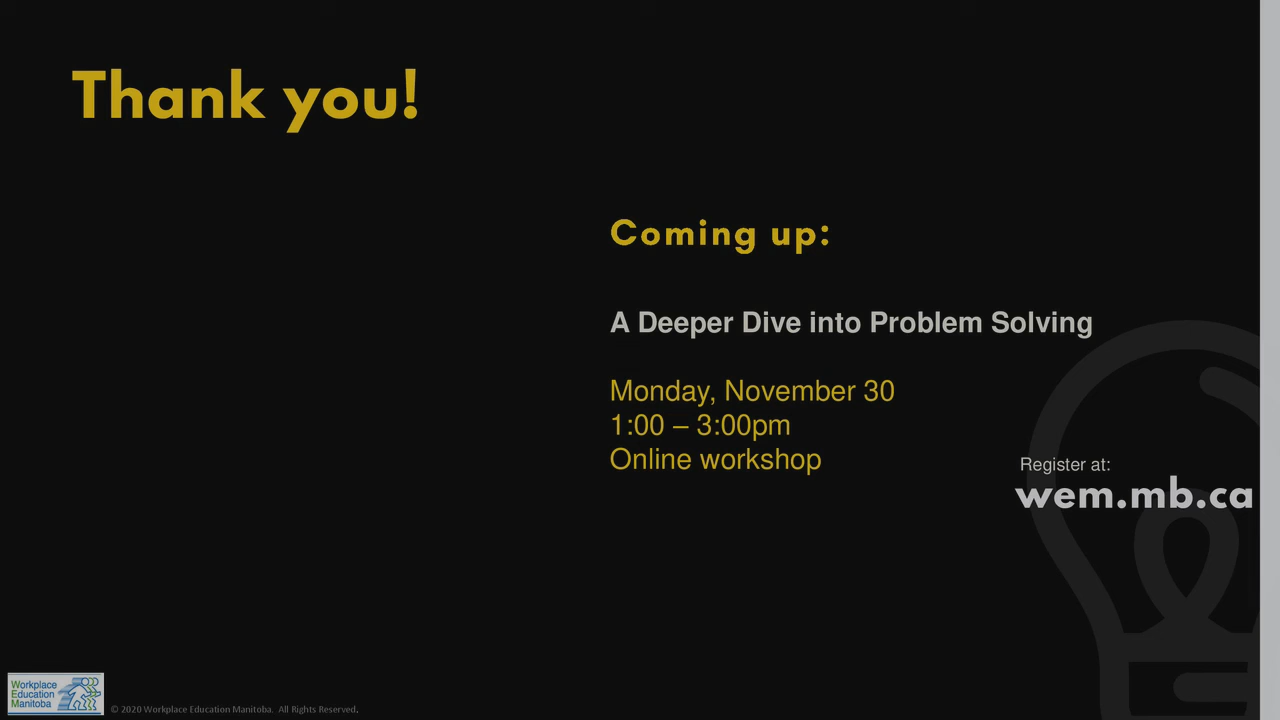 Thank you!
Coming up:
A Deeper Dive into Problem Solving
Monday, November 30
1:00 – 3:00pm
Online workshop
Register at:
wem.mb.ca
Workplace
Education
Manitoba
© 2020 Workplace Education Manitoba. All Rights Reserved.